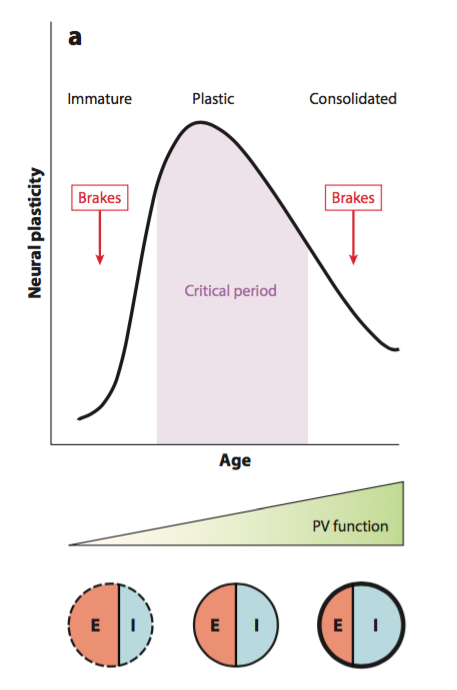 a
Immature Plastic Consolidated
Brakes Brakes
Neural plasticity
Critical period
Age
PV function
E I E I E I